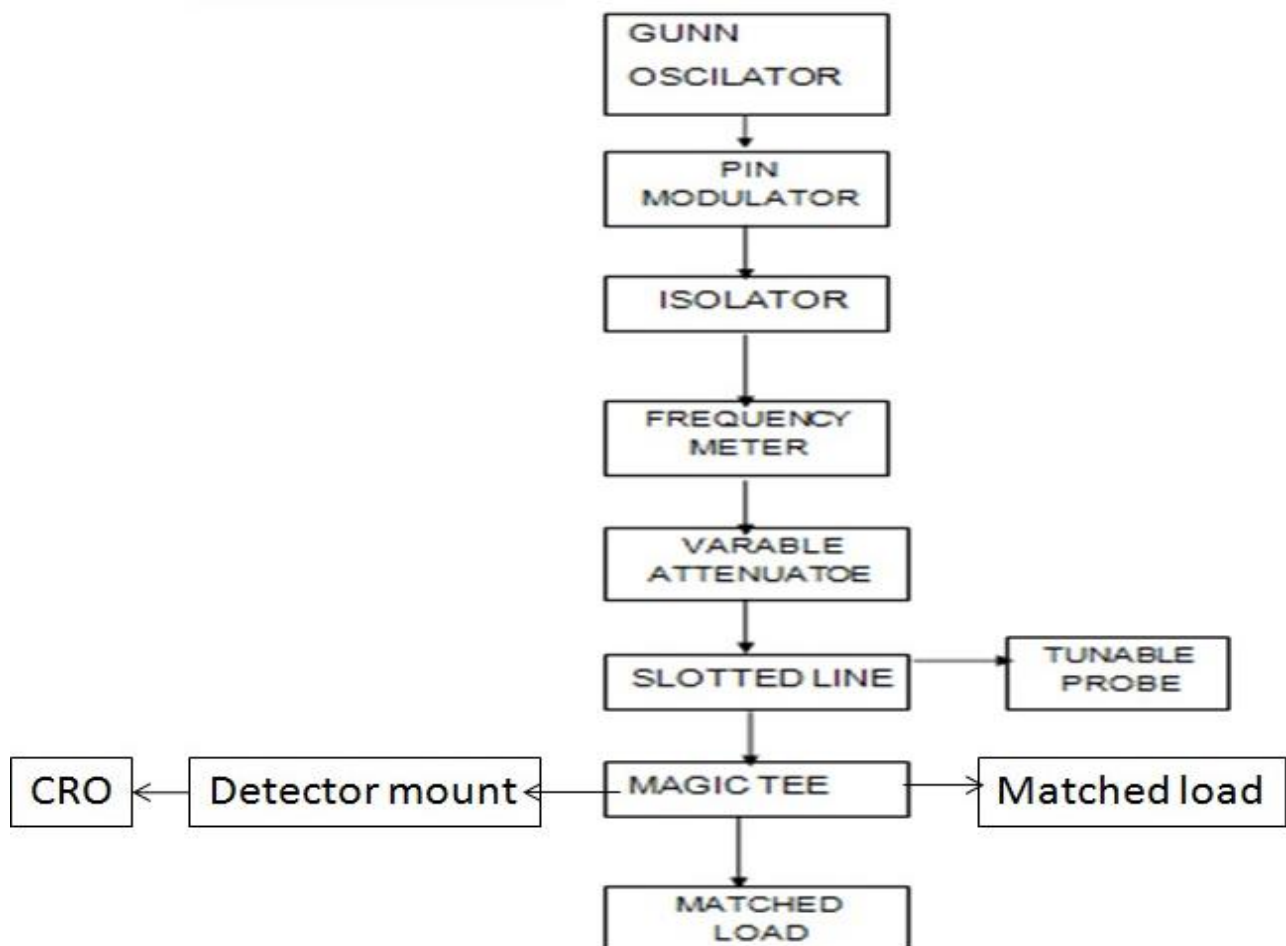 GUNN
OSCILATOR
PIN
MODULATOR
ISOLATOR
FREQUENCY
METER
VARABLE
ATTENUATOE
SLOTTED LINE
TUNABLE
PROBE
CRO
Detector mount
MAGIC TEE
Matched load
MATCHED
LOAD